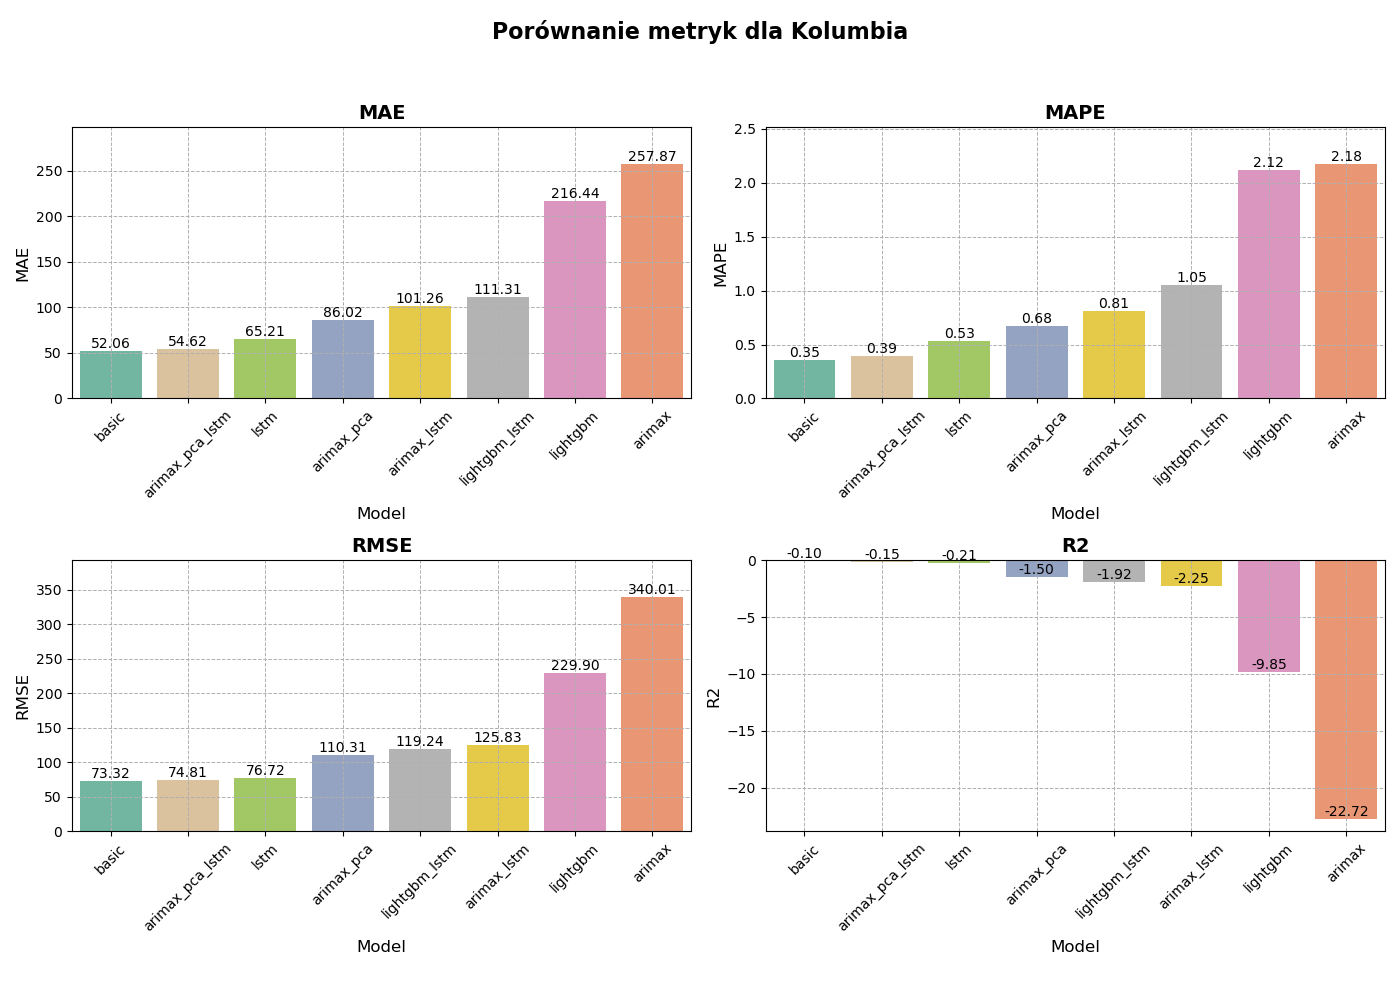 Porównanie metryk dla Kolumbia
MAE
MAE
0
50
100
150
200
250
52.06
54.62
65.21
86.02
101.26
111.31
216.44
257.87
basic
arimax_pca_lstm
lstm
arimax_pca
arimax_lstm
lightgbm_lstm
lightgbm
arimax
Model
MAPE
MAPE
0.0
0.5
1.0
1.5
2.0
2.5
0.35
0.39
0.53
0.68
0.81
1.05
2.12
2.18
basic
arimax_pca_lstm
lstm
arimax_pca
arimax_lstm
lightgbm_lstm
lightgbm
arimax
Model
RMSE
RMSE
0
50
100
150
200
250
300
350
73.32
74.81
76.72
110.31
119.24
125.83
229.90
340.01
basic
arimax_pca_lstm
lstm
arimax_pca
lightgbm_lstm
arimax_lstm
lightgbm
arimax
Model
R2
R2
0
−5
−10
−15
−20
-0.10
-0.15
-0.21
-1.50
-1.92
-2.25
-9.85
-22.72
basic
arimax_pca_lstm
lstm
arimax_pca
lightgbm_lstm
arimax_lstm
lightgbm
arimax
Model